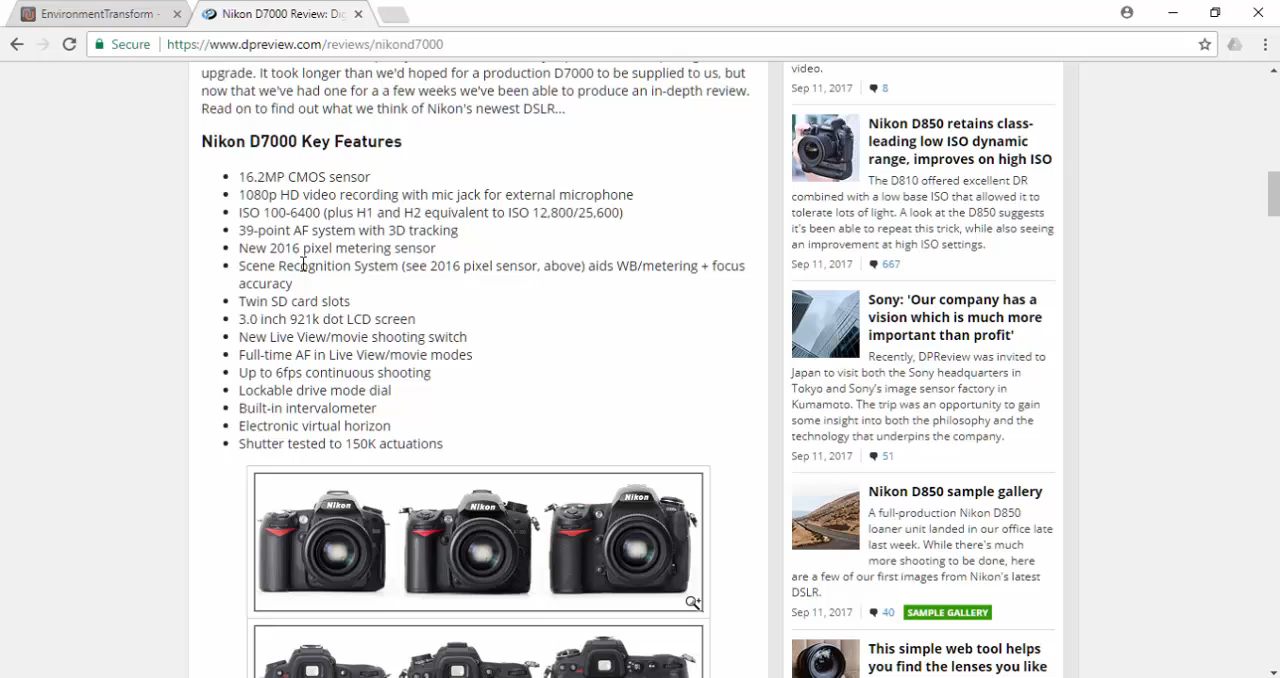 EnvironmentTransform -
Nikon D7000 Review: Dig
Secure
https://www.dpreview.com/reviews/nikond7000
upgrade. It took longer than we'd hoped for a production D7000 to be supplied to us, but
now that we've had one for a a few weeks we've been able to produce an in-depth review.
Read on to find out what we think of Nikon's newest DSLR...
Nikon D7000 Key Features
16.2MP CMOS sensor
1080p HD video recording with mic jack for external microphone
ISO 100-6400 (plus H1 and H2 equivalent to ISO 12,800/25,600)
39-point AF system with 3D tracking
New 2016 pixel metering sensor
Scene Recognition System (see 2016 pixel sensor, above) aids WB/metering + focus
accuracy
Twin SD card slots
3.0 inch 921k dot LCD screen
New Live View/movie shooting switch
Full-time AF in Live View/movie modes
Up to 6fps continuous shooting
Lockable drive mode dial
Built-in intervalometer
Electronic virtual horizon
Shutter tested to 150K actuations
Nikon
Nikon
Nikon
video.
Sep 11, 2017
8
Nikon D850 retains class-
leading low ISO dynamic
range, improves on high ISO
The D810 offered excellent DR
combined with a low base ISO that allowed it to
tolerate lots of light. A look at the D850 suggests
it's been able to repeat this trick, while also seeing
an improvement at high ISO settings.
Sep 11, 2017
667
Sony: 'Our company has a
vision which is much more
important than profit'
Recently, DPReview was invited to
Japan to visit both the Sony headquarters in
Tokyo and Sony's image sensor factory in
Kumamoto. The trip was an opportunity to gain
some insight into both the philosophy and the
technology that underpins the company.
Sep 11, 2017
51
Nikon D850 sample gallery
A full-production Nikon D850
loaner unit landed in our office late
last week. While there's much
more shooting to be done, here
are a few of our first images from Nikon's latest
DSLR.
Sep 11, 2017
40
SAMPLE GALLERY
This simple web tool helps
you find the lenses you like